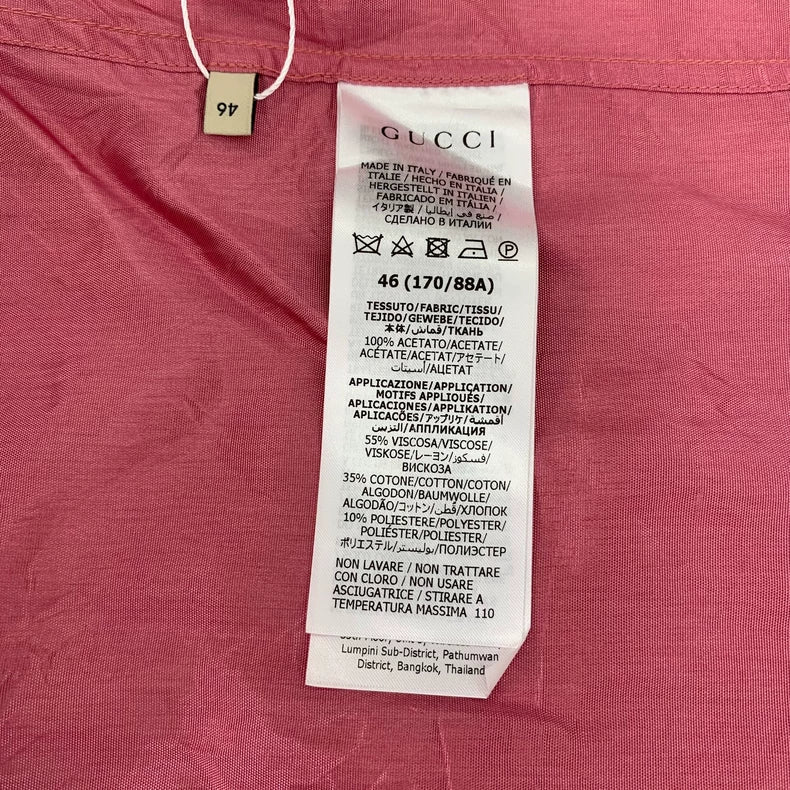 46
GUCCI
MADE IN ITALY / FABRIQUÉ EN
ITALIE / HECHO EN ITALIA /
HERGESTELLT IN ITALIEN /
FABRICADO EM ITÁLIA /
イタリア製 / صنع في إيطاليا /
СДЕЛАНО В ИТАЛИИ
P
46 (170/88A)
TESSUTO/FABRIC/TISSU/
TEJIDO/GEWEBE/TECIDO/
本体/قماش/ТКАНЬ
100% ACETATO/ACETATE/
ACÉTATE/ACETAT/アセテート/
أسيتات/АЦЕТАТ
APPLICAZIONE/APPLICATION/
MOTIFS APPLIQUÉS/
APLICACIONES/APPLIKATION/
APLICACÕES/アップリケ/أقمشة
التزيين/АППЛИКАЦИЯ
55% VISCOSA/VISCOSE/
VISKOSE/レーヨン/فسكوز/
ВИСКОЗА
35% COTONE/COTTON/COTON/
ALGODON/BAUMWOLLE/
ALGODÃO/コットン/قطن/ХЛОПОК
10% POLIESTERE/POLYESTER/
POLIÉSTER/POLYESTER/
ポリエステル/بوليستر/ПОЛИЭСТЕР
NON LAVARE / NON TRATTARE
CON CLORO / NON USARE
ASCIUGATRICE / STIRARE A
TEMPERATURA MASSIMA 110
Lumpini Sub-District, Pathumwan
District, Bangkok, Thailand